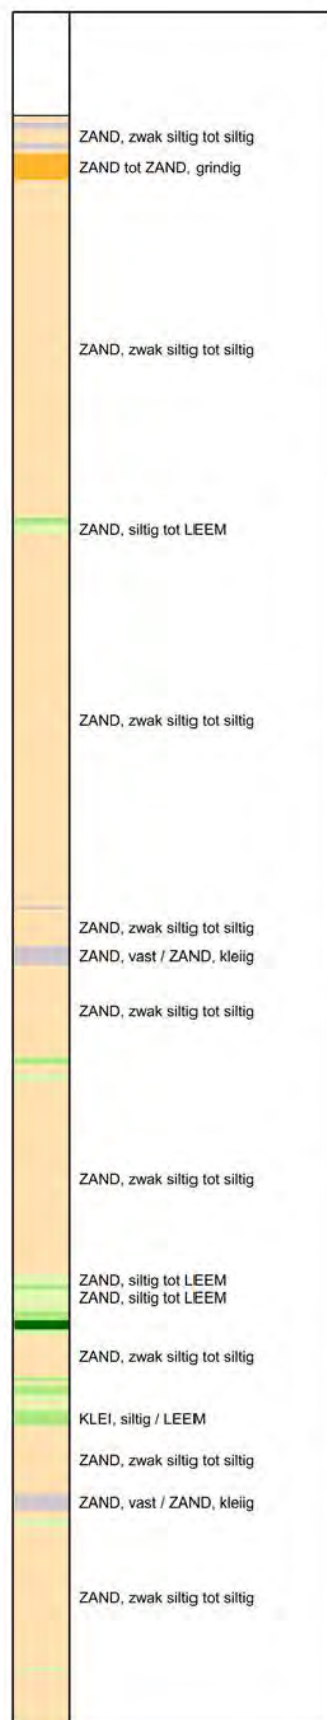 ZAND, zwak siltig tot siltig
ZAND tot ZAND, grindig
ZAND, zwak siltig tot siltig
ZAND, siltig tot LEEM
ZAND, zwak siltig tot siltig
ZAND, zwak siltig tot siltig
ZAND, vast / ZAND, kleiig
ZAND, zwak siltig tot siltig
ZAND, zwak siltig tot siltig
ZAND, siltig tot LEEM
ZAND, siltig tot LEEM
ZAND, zwak siltig tot siltig
KLEI, siltig / LEEM
ZAND, zwak siltig tot siltig
ZAND, vast / ZAND, kleiig
ZAND, zwak siltig tot siltig